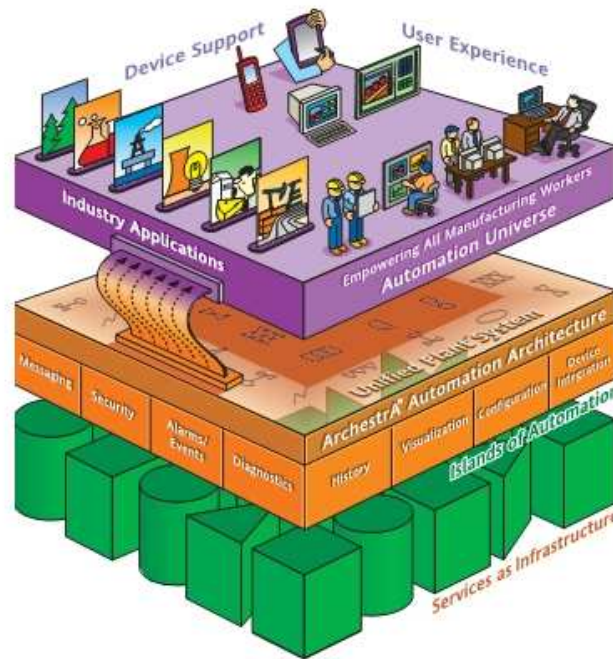 Device Support
User Experience
Industry Applications
Empowering All Manufacturing Workers
Automation Universe
Unified Plant System
ArchestrA Automation Architecture
Messaging
Security
Alarms/
Events
Diagnostics
History
Visualization
Configuration
Device
Integration
Islands of Automation
Services as Infrastructure